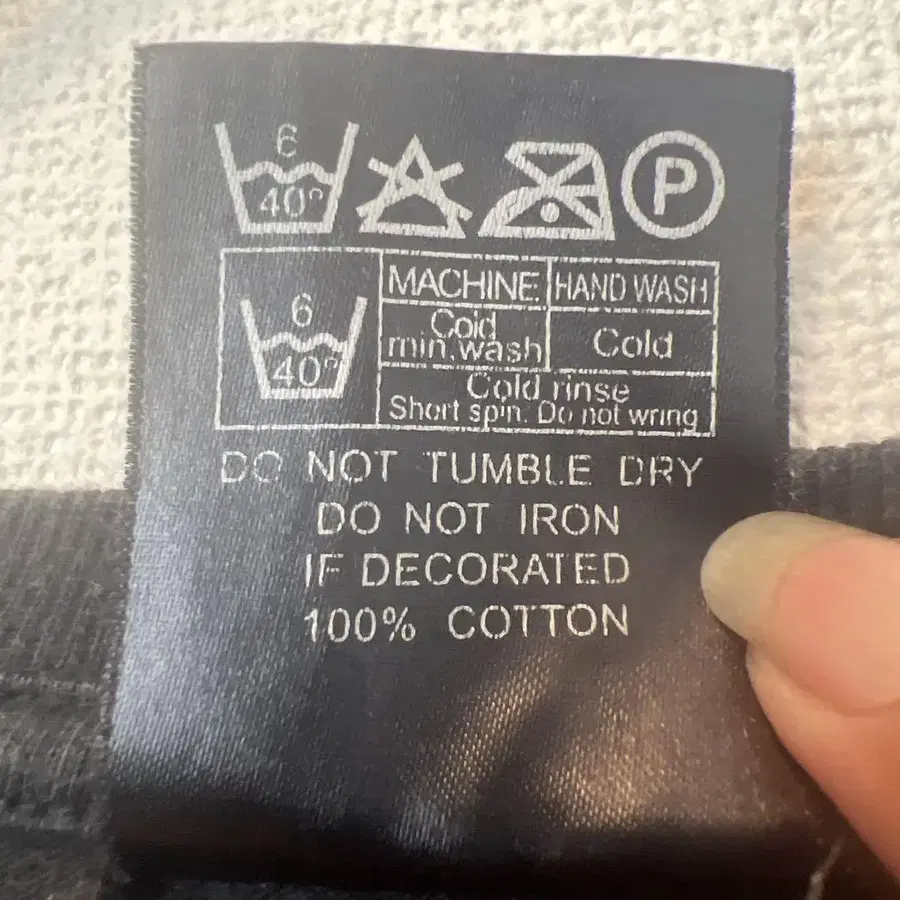 6
40°
P
MACHINE HAND WASH
6
40°
Cold
min.wash
Cold
Cold rinse
Short spin. Do not wring
DO NOT TUMBLE DRY
DO NOT IRON
IF DECORATED
100% COTTON